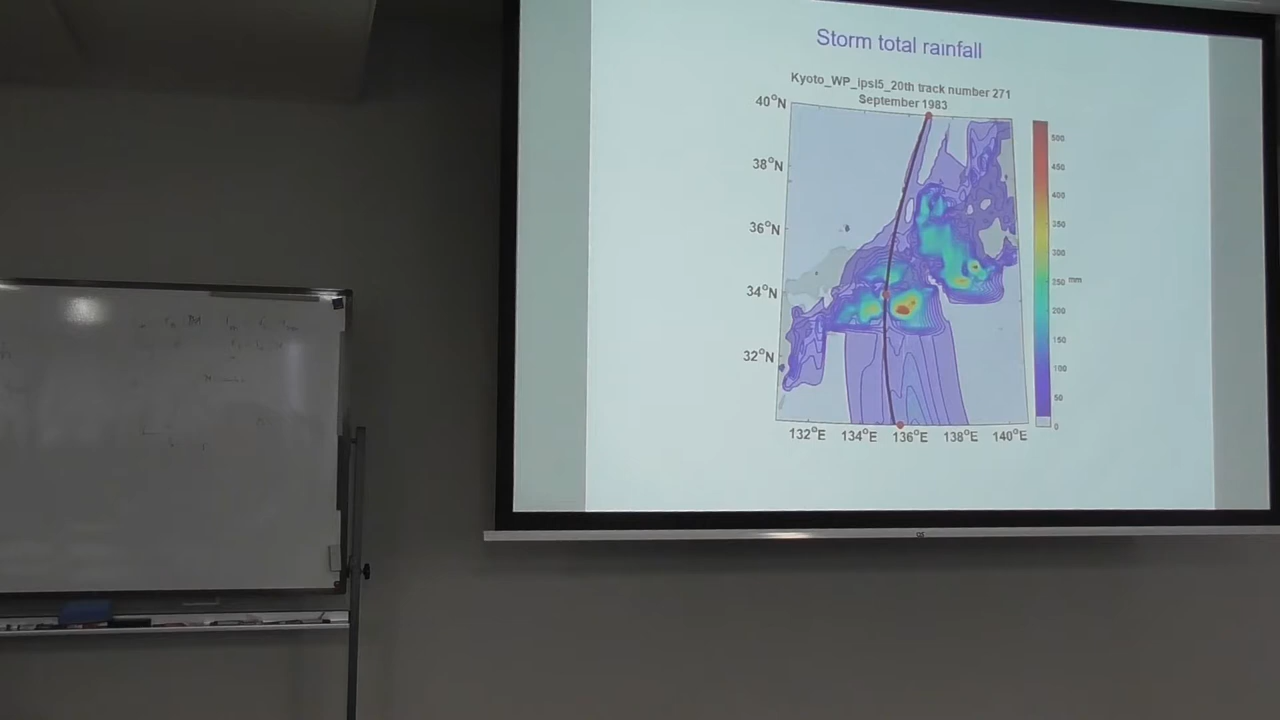 Storm total rainfall
Kyoto_WP_ipsl5_20th track number 271
September 1983
40°N
38°N
36°N
34°N
32°N
132°E 134°E 136°E 138°E 140°E
500
450
400
350
300
250 mm
200
150
100
50
0